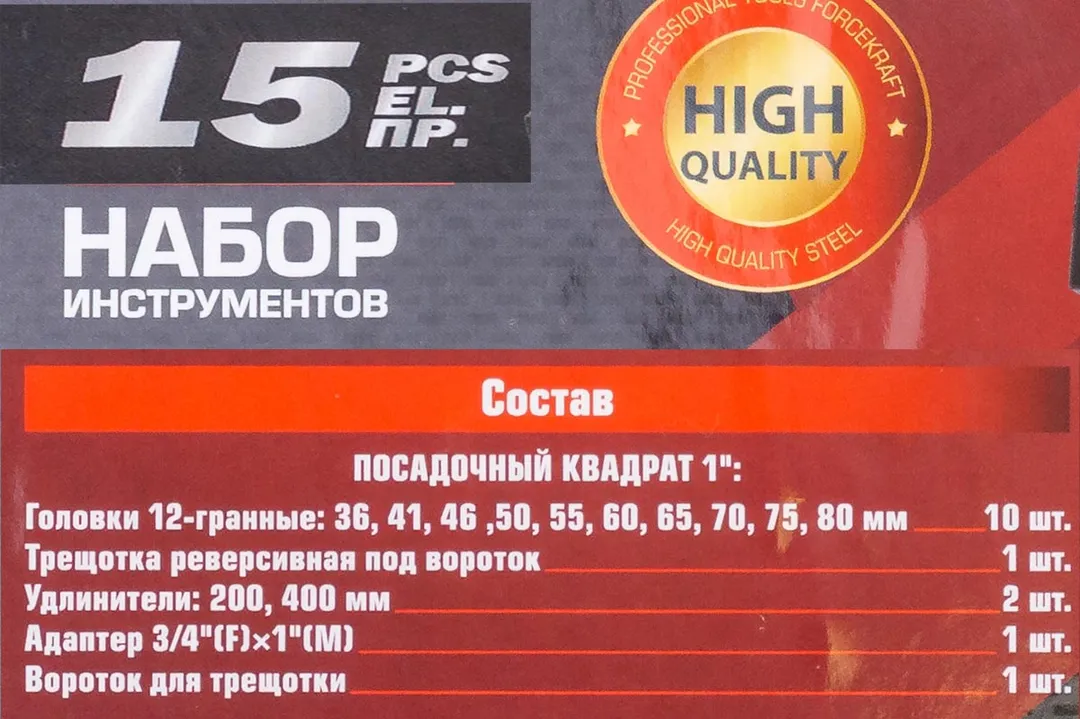 15 PCS
EL.
ПР.
PROFESSIONAL TOOLS FORCEKRAFT
HIGH
QUALITY
HIGH QUALITY STEEL
НАБОР
ИНСТРУМЕНТОВ
Состав
ПОСАДОЧНЫЙ КВАДРАТ 1":
Головки 12-гранные: 36, 41, 46 ,50, 55, 60, 65, 70, 75, 80 мм 10 шт.
Трещотка реверсивная под вороток 1 шт.
Удлинители: 200, 400 мм 2 шт.
Адаптер 3/4"(F)×1"(M) 1 шт.
Вороток для трещотки 1 шт.